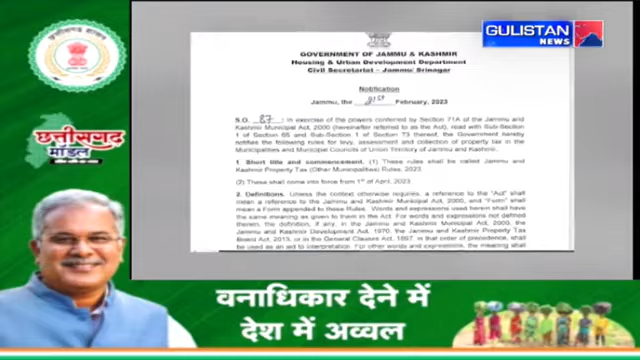 GULISTAN
NEWS
छत्तीसगढ़
मॉडल
GOVERNMENT OF JAMMU & KASHMIR
Housing & Urban Development Department
Civil Secretariat - Jammu/Srinagar
Notification
Jammu, the 21st February, 2023
S.O. 87 : In exercise of the powers conferred by Section 71A of the Jammu and
Kashmir Municipal Act, 2000 (hereinafter referred to as the Act), read with Sub-Section
1 of Section 65 and Sub-Section 1 of Section 73 thereof, the Government hereby
notifies the following rules for levy, assessment and collection of property tax in the
Municipalities and Municipal Councils of Union Territory of Jammu and Kashmir.
1 Short title and commencement. (1) These rules shall be called Jammu and
Kashmir Property Tax (Other Municipalities) Rules, 2023.
(2) These shall come into force from 1st of April, 2023
2 Definitions. Unless the context otherwise requires, a reference to the "Act" shall
mean a reference to the Jammu and Kashmir Municipal Act, 2000, and "Form" shall
mean a Form appended to these Rules. Words and expressions used herein shall have
the same meaning as given to them in the Act. For words and expressions not defined
therein, the definition, if any, in the Jammu and Kashmir Municipal Act, 2000, the
Jammu and Kashmir Development Act, 1970, the Jammu and Kashmir Property Tax
Board Act, 2013, or in the General Clauses Act, 1897, in that order of precedence, shall
be used as an aid to interpretation. For other words and expressions, the meaning shall
वनाधिकार देने में
देश में अव्वल